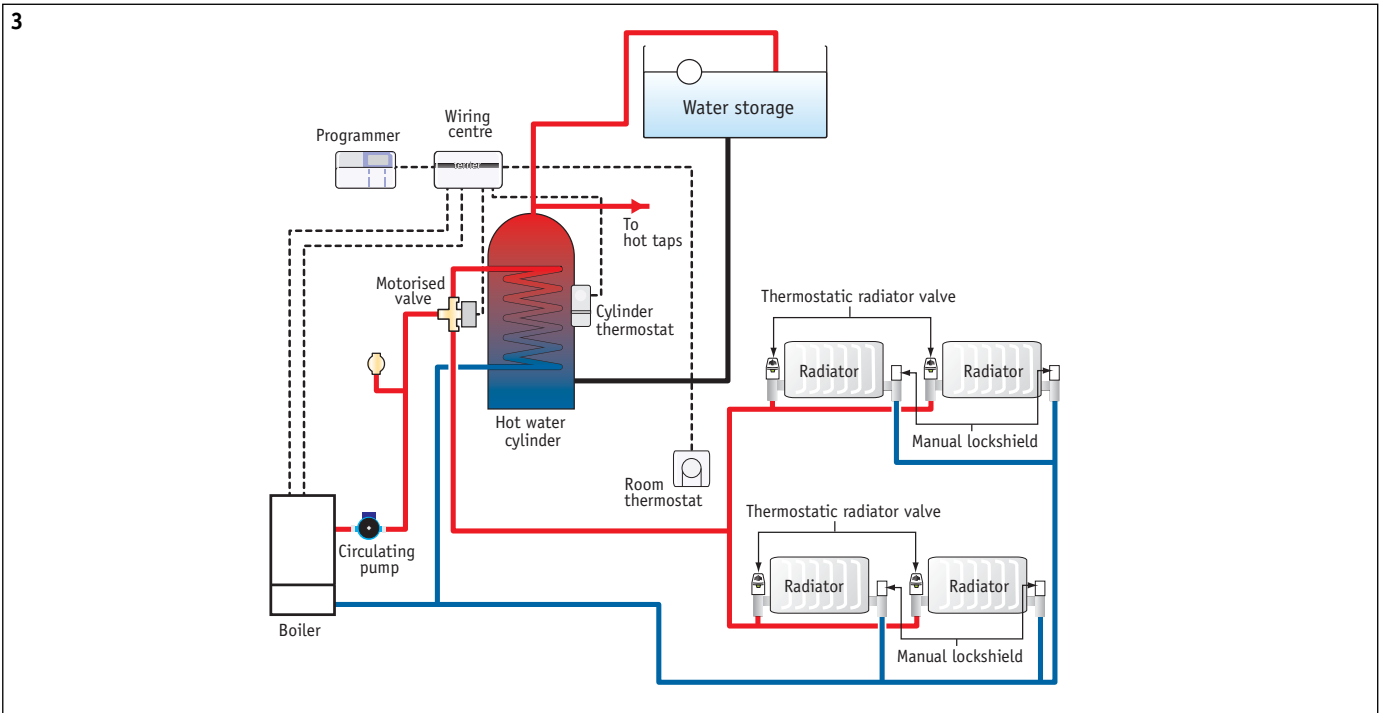 3
Water storage
Wiring
centre
Programmer
terrier
To
hot taps
Motorised
valve
Cylinder
thermostat
Thermostatic radiator valve
Radiator
Radiator
Hot water
cylinder
Manual lockshield
Room
thermostat
Thermostatic radiator valve
Circulating
pump
Radiator
Radiator
Boiler
Manual lockshield